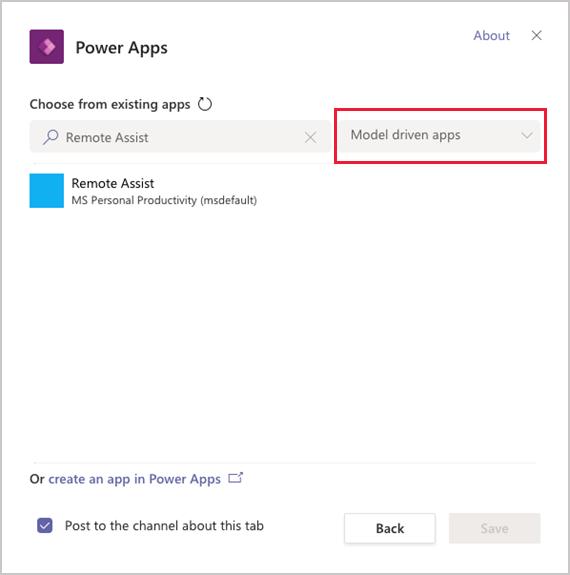 Power Apps
About
Choose from existing apps
Remote Assist
Model driven apps
Remote Assist
MS Personal Productivity (msdefault)
Or create an app in Power Apps
Post to the channel about this tab
Back
Save